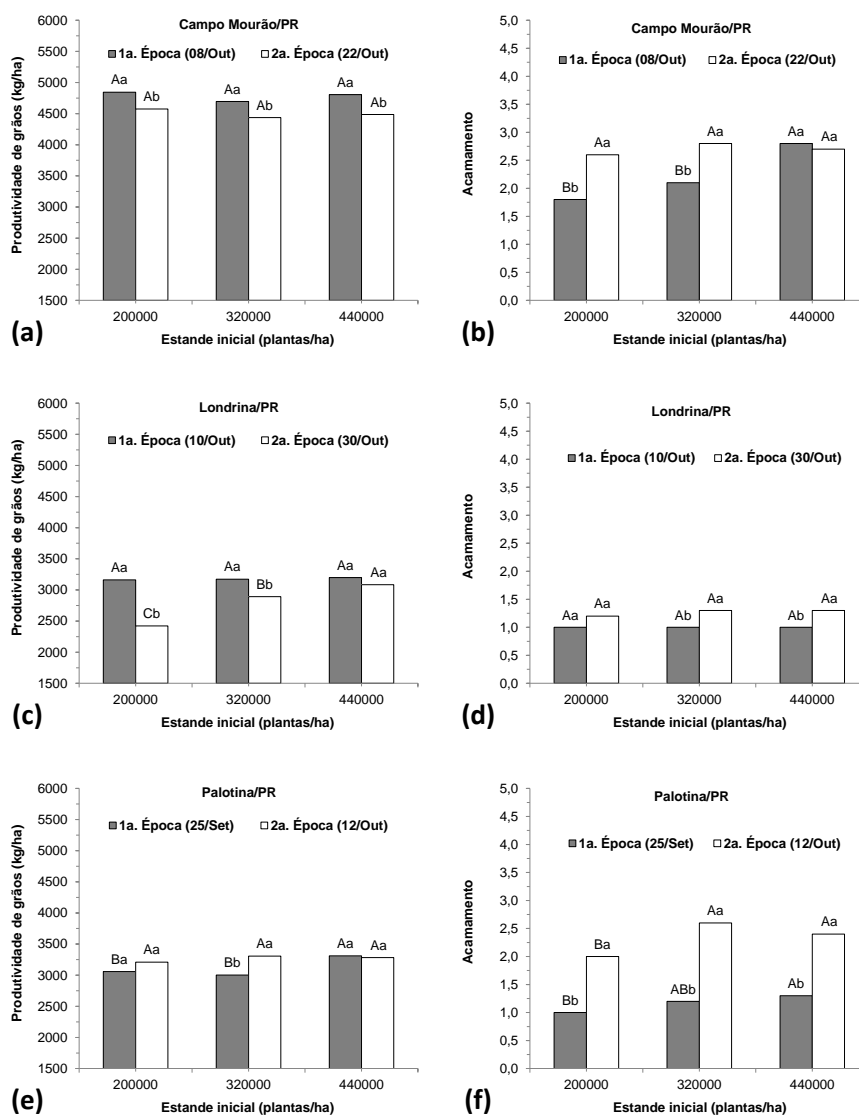 Campo Mourão/PR
1a. Época (08/Out) 2a. Época (22/Out)
Produtividade de grãos (kg/ha)
6000
5500
5000
4500
4000
3500
3000
2500
2000
1500
Aa Ab Aa Ab Aa Ab
200000 320000 440000
Estande inicial (plantas/ha)
(a)
Campo Mourão/PR
1a. Época (08/Out) 2a. Época (22/Out)
Acamamento
5,0
4,5
4,0
3,5
3,0
2,5
2,0
1,5
1,0
0,5
0,0
Bb Aa Bb Aa Aa Aa
200000 320000 440000
Estande inicial (plantas/ha)
(b)
Londrina/PR
1a. Época (10/Out) 2a. Época (30/Out)
Produtividade de grãos (kg/ha)
6000
5500
5000
4500
4000
3500
3000
2500
2000
1500
Aa Cb Aa Bb Aa Aa
200000 320000 440000
Estande inicial (plantas/ha)
(c)
Londrina/PR
1a. Época (10/Out) 2a. Época (30/Out)
Acamamento
5,0
4,5
4,0
3,5
3,0
2,5
2,0
1,5
1,0
0,5
0,0
Aa Aa Ab Aa Ab Aa
200000 320000 440000
Estande inicial (plantas/ha)
(d)
Palotina/PR
1a. Época (25/Set) 2a. Época (12/Out)
Produtividade de grãos (kg/ha)
6000
5500
5000
4500
4000
3500
3000
2500
2000
1500
Ba Aa Bb Aa Aa Aa
200000 320000 440000
Estande inicial (plantas/ha)
(e)
Palotina/PR
1a. Época (25/Set) 2a. Época (12/Out)
Acamamento
5,0
4,5
4,0
3,5
3,0
2,5
2,0
1,5
1,0
0,5
0,0
Bb Ba ABb Aa Ab Aa
200000 320000 440000
Estande inicial (plantas/ha)
(f)